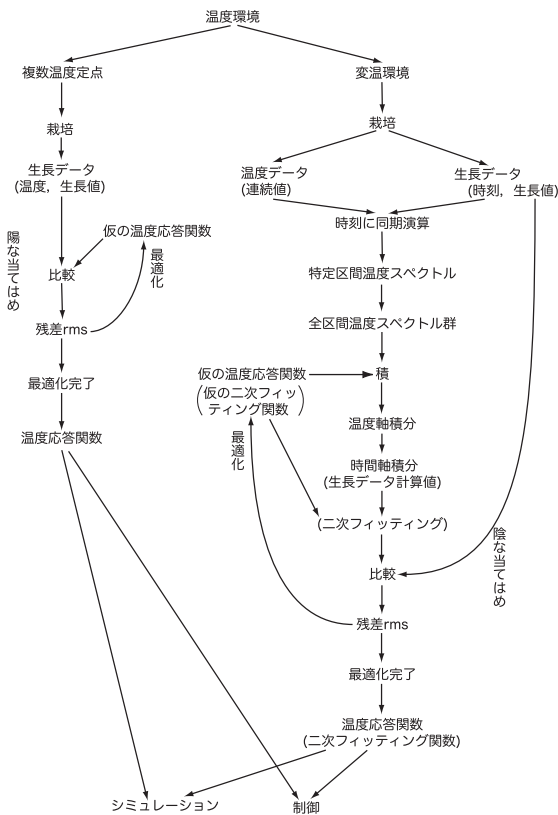 温度環境
複数温度定点
栽培
生長データ
(温度，生長値)
陽な当てはめ
仮の温度応答関数
最適化
比較
残差rms
最適化完了
温度応答関数
変温環境
栽培
温度データ
(連続値)
生長データ
(時刻，生長値)
時刻に同期演算
特定区間温度スペクトル
全区間温度スペクトル群
仮の温度応答関数
(仮の二次フィッ
ティング関数)
積
最適化
温度軸積分
時間軸積分
(生長データ計算値)
(二次フィッティング)
陰な当てはめ
比較
残差rms
最適化完了
温度応答関数
(二次フィッティング関数)
シミュレーション
制御